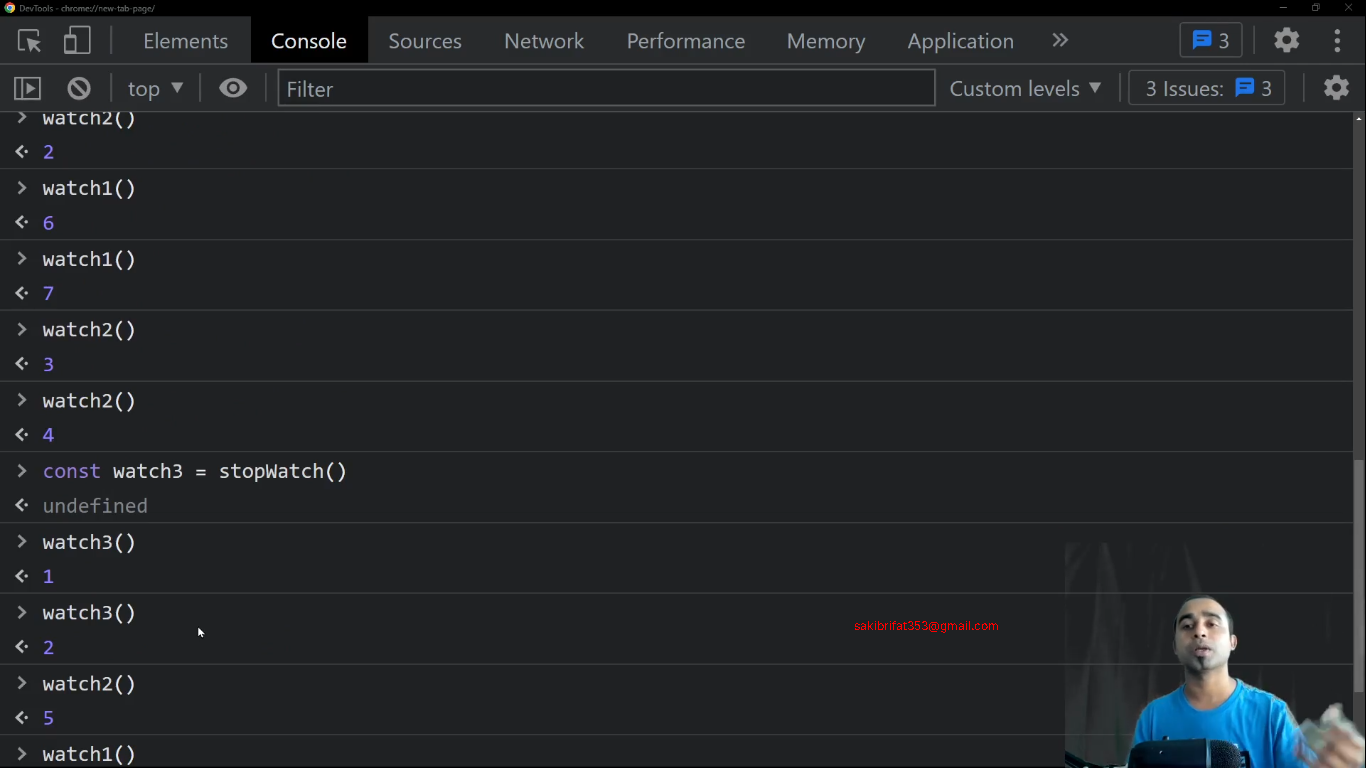 DevTools - chrome://new-tab-page/
Elements Console Sources Network Performance Memory Application 3
top Filter Custom levels 3 Issues: 3
watch2()
2
watch1()
6
watch1()
7
watch2()
3
watch2()
4
const watch3 = stopWatch()
undefined
watch3()
1
watch3()
sakibrifat353@gmail.com
2
watch2()
5
watch1()